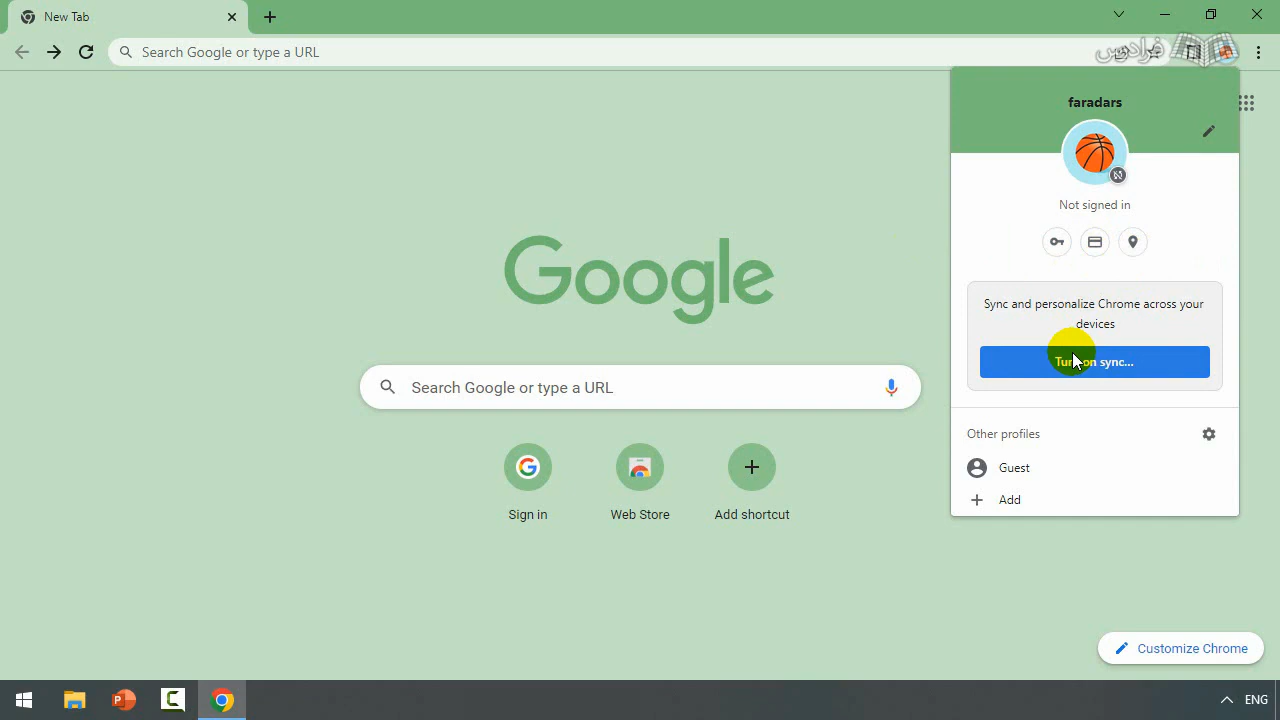 New Tab
Search Google or type a URL
فرادرس
faradars
Not signed in
Sync and personalize Chrome across your
devices
Turn on sync...
Other profiles
Guest
Add
Google
Search Google or type a URL
Sign in
Web Store
Add shortcut
Customize Chrome
ENG